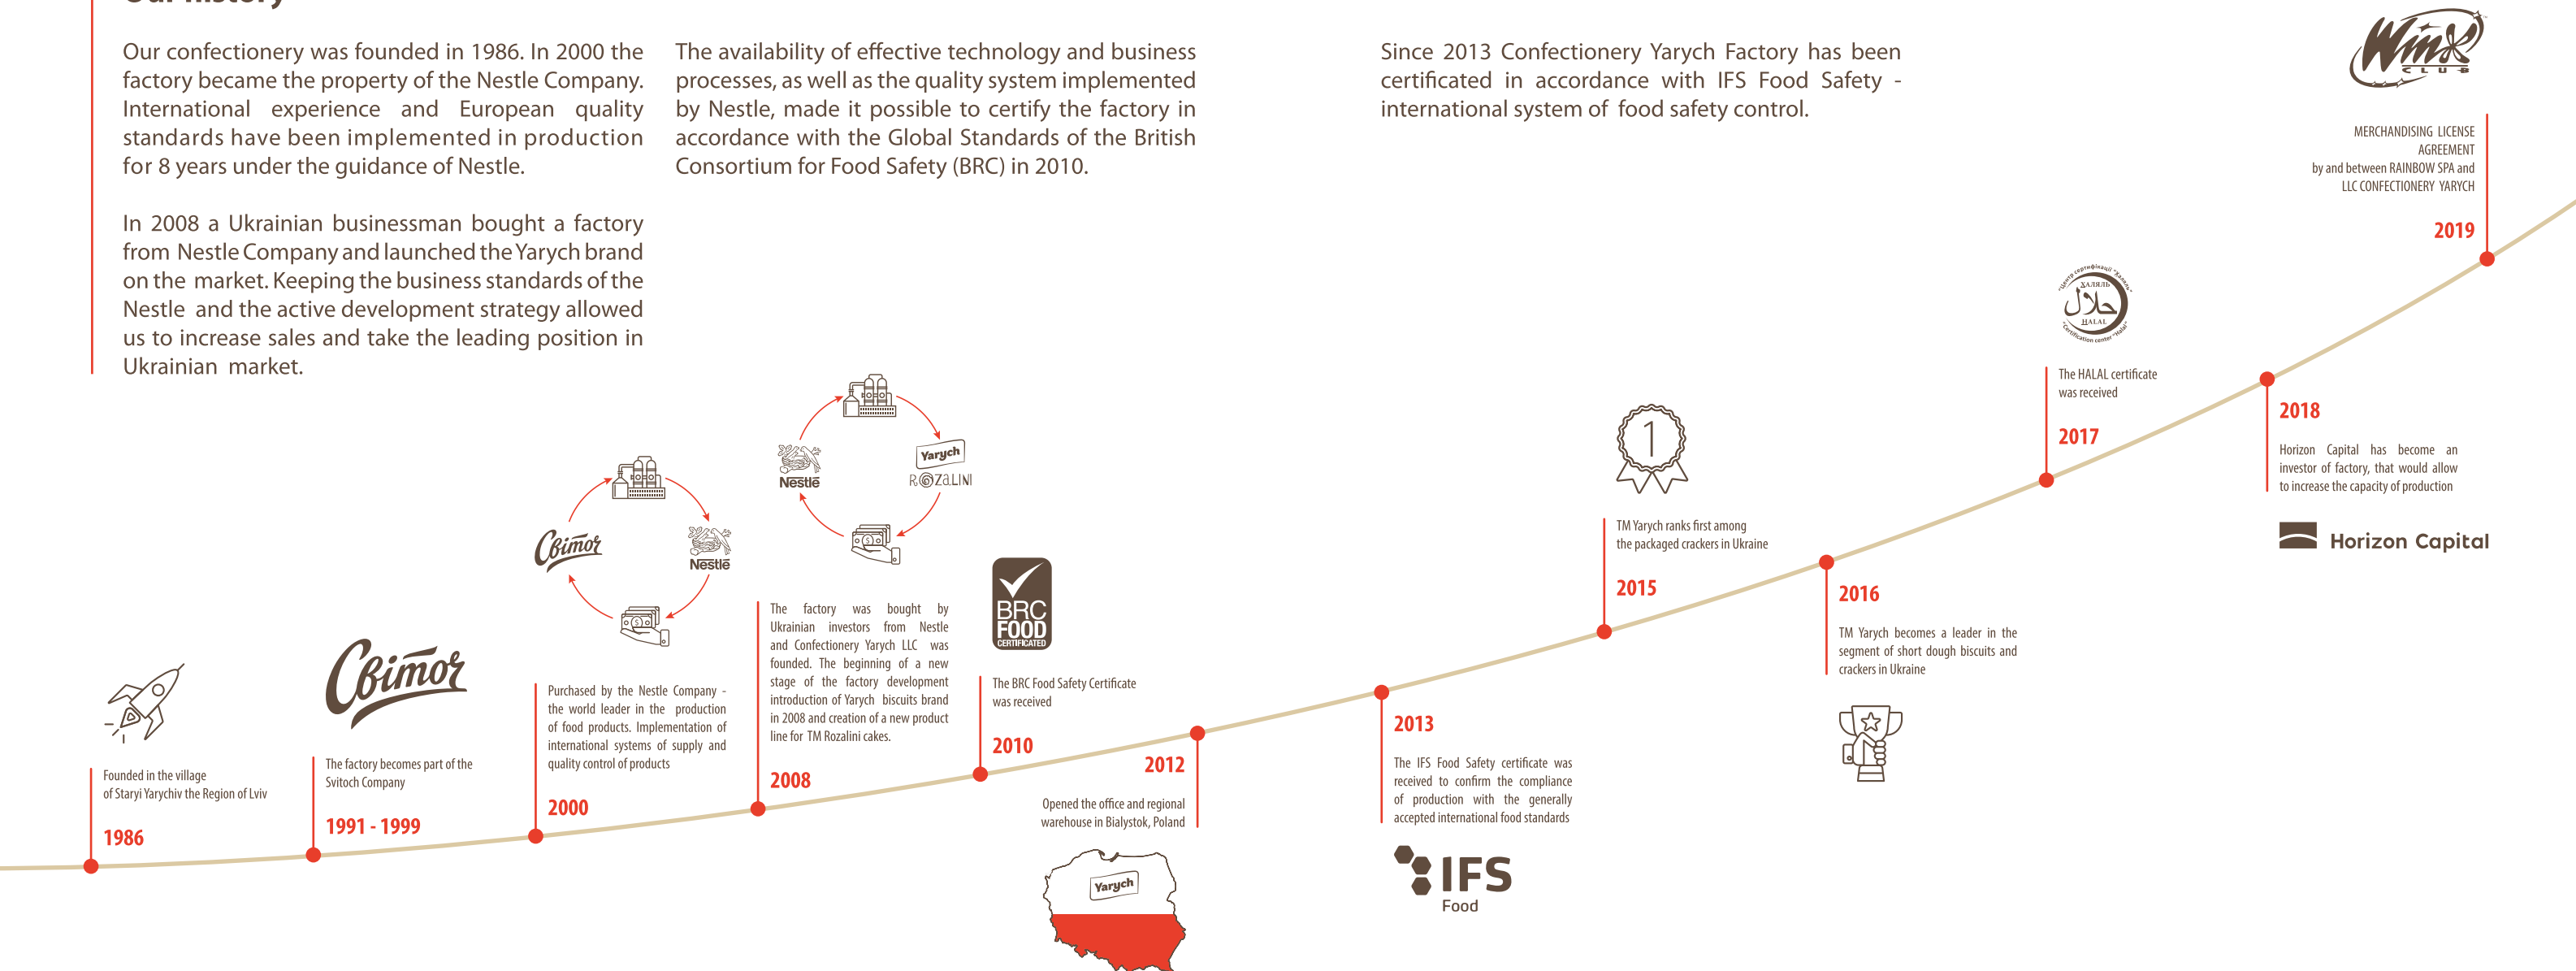 Our history
Our confectionery was founded in 1986. In 2000 the
factory became the property of the Nestle Company.
International experience and European quality
standards have been implemented in production
for 8 years under the guidance of Nestle.
In 2008 a Ukrainian businessman bought a factory
from Nestle Company and launched the Yarych brand
on the market. Keeping the business standards of the
Nestle and the active development strategy allowed
us to increase sales and take the leading position in
Ukrainian market.
The availability of effective technology and business
processes, as well as the quality system implemented
by Nestle, made it possible to certify the factory in
accordance with the Global Standards of the British
Consortium for Food Safety (BRC) in 2010.
Since 2013 Confectionery Yarych Factory has been
certificated in accordance with IFS Food Safety -
international system of food safety control.
Founded in the village
of Staryi Yarychiv the Region of Lviv
1986
Світоч
The factory becomes part of the
Svitoch Company
1991 - 1999
Світоч
Nestlé
Purchased by the Nestle Company -
the world leader in the production
of food products. Implementation of
international systems of supply and
quality control of products
2000
Nestlé
Yarych
ROZALINI
The factory was bought by
Ukrainian investors from Nestle
and Confectionery Yarych LLC was
founded. The beginning of a new
stage of the factory development
introduction of Yarych biscuits brand
in 2008 and creation of a new product
line for TM Rozalini cakes.
2008
BRC
FOOD
CERTIFICATED
The BRC Food Safety Certificate
was received
2010
2012
Opened the office and regional
warehouse in Bialystok, Poland
Yarych
2013
The IFS Food Safety certificate was
received to confirm the compliance
of production with the generally
accepted international food standards
IFS
Food
1
TM Yarych ranks first among
the packaged crackers in Ukraine
2015
2016
TM Yarych becomes a leader in the
segment of short dough biscuits and
crackers in Ukraine
"Центр сертифікації "Халяль"
ХАЛЯЛЬ
حلال
HALAL
"Certification center "Halal"
The HALAL certificate
was received
2017
2018
Horizon Capital has become an
investor of factory, that would allow
to increase the capacity of production
Horizon Capital
Winx
CLUB
MERCHANDISING LICENSE
AGREEMENT
by and between RAINBOW SPA and
LLC CONFECTIONERY YARYCH
2019